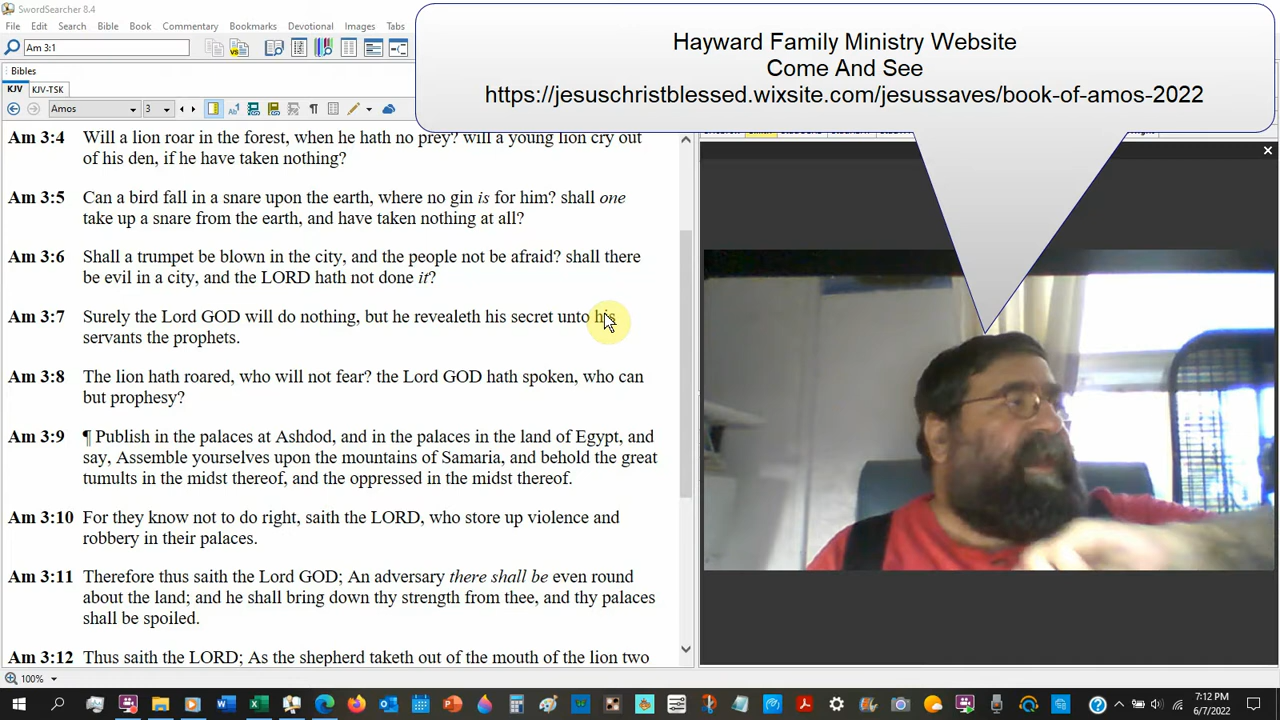 SwordSearcher 8.4
File Edit Search Bible Book Commentary Bookmarks Devotional Images Tabs
Am 3:1
Bibles
KJV KJV-TSK
Amos 3
Hayward Family Ministry Website
Come And See
https://jesuschristblessed.wixsite.com/jesussaves/book-of-amos-2022
Am 3:4 Will a lion roar in the forest, when he hath no prey? will a young lion cry out
of his den, if he have taken nothing?
Am 3:5 Can a bird fall in a snare upon the earth, where no gin is for him? shall one
take up a snare from the earth, and have taken nothing at all?
Am 3:6 Shall a trumpet be blown in the city, and the people not be afraid? shall there
be evil in a city, and the LORD hath not done it?
Am 3:7 Surely the Lord GOD will do nothing, but he revealeth his secret unto his
servants the prophets.
Am 3:8 The lion hath roared, who will not fear? the Lord GOD hath spoken, who can
but prophesy?
Am 3:9 ¶ Publish in the palaces at Ashdod, and in the palaces in the land of Egypt, and
say, Assemble yourselves upon the mountains of Samaria, and behold the great
tumults in the midst thereof, and the oppressed in the midst thereof.
Am 3:10 For they know not to do right, saith the LORD, who store up violence and
robbery in their palaces.
Am 3:11 Therefore thus saith the Lord GOD; An adversary there shall be even round
about the land; and he shall bring down thy strength from thee, and thy palaces
shall be spoiled.
Am 3:12 Thus saith the LORD; As the shepherd taketh out of the mouth of the lion two
100%
7:12 PM
6/7/2022